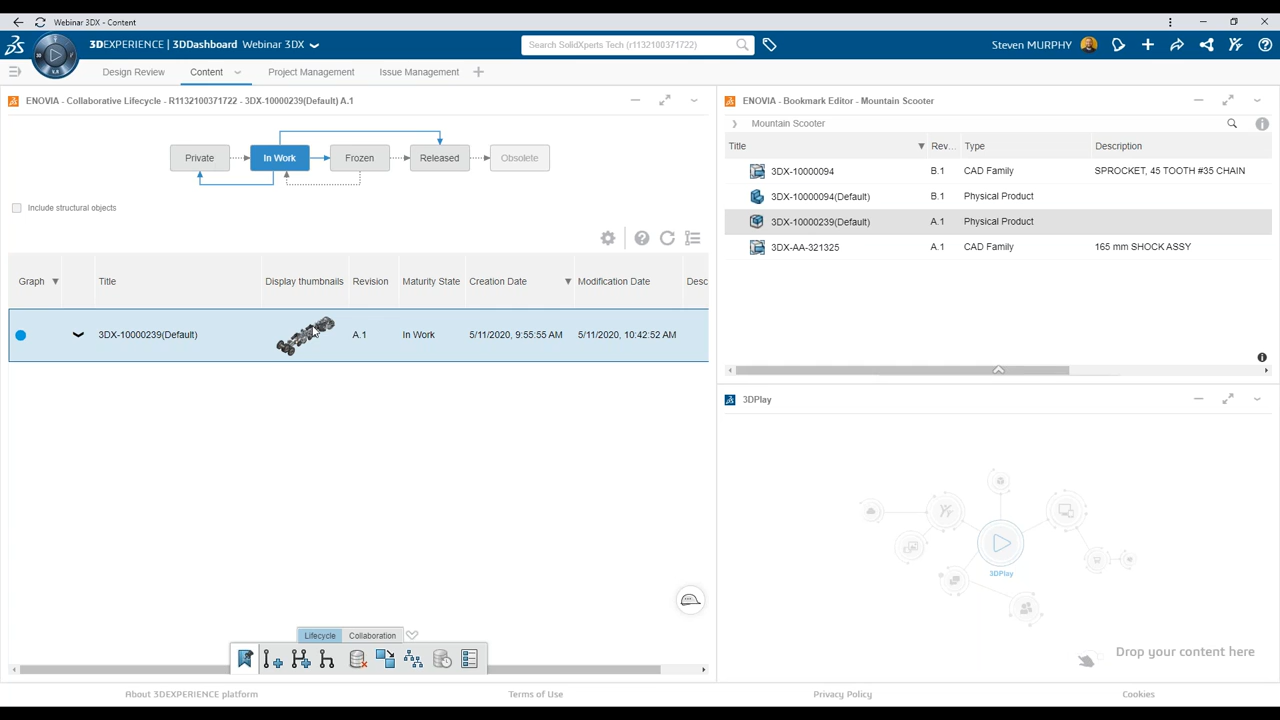 Webinar 3DX - Content
3DEXPERIENCE | 3DDashboard Webinar 3DX
Search SolidXperts Tech (r1132100371722)
Steven MURPHY
Design Review
Content
Project Management
Issue Management
ENOVIA - Collaborative Lifecycle - R1132100371722 - 3DX-10000239(Default) A.1
Private
In Work
Frozen
Released
Obsolete
Include structural objects
Graph Title Display thumbnails Revision Maturity State Creation Date Modification Date Desc
3DX-10000239(Default) A.1 In Work 5/11/2020, 9:55:55 AM 5/11/2020, 10:42:52 AM
Lifecycle Collaboration
ENOVIA - Bookmark Editor - Mountain Scooter
Mountain Scooter
Title Rev... Type Description
3DX-10000094 B.1 CAD Family SPROCKET, 45 TOOTH #35 CHAIN
3DX-10000094(Default) B.1 Physical Product
3DX-10000239(Default) A.1 Physical Product
3DX-AA-321325 A.1 CAD Family 165 mm SHOCK ASSY
3DPlay
3DPlay
Drop your content here
About 3DEXPERIENCE platform
Terms of Use
Privacy Policy
Cookies